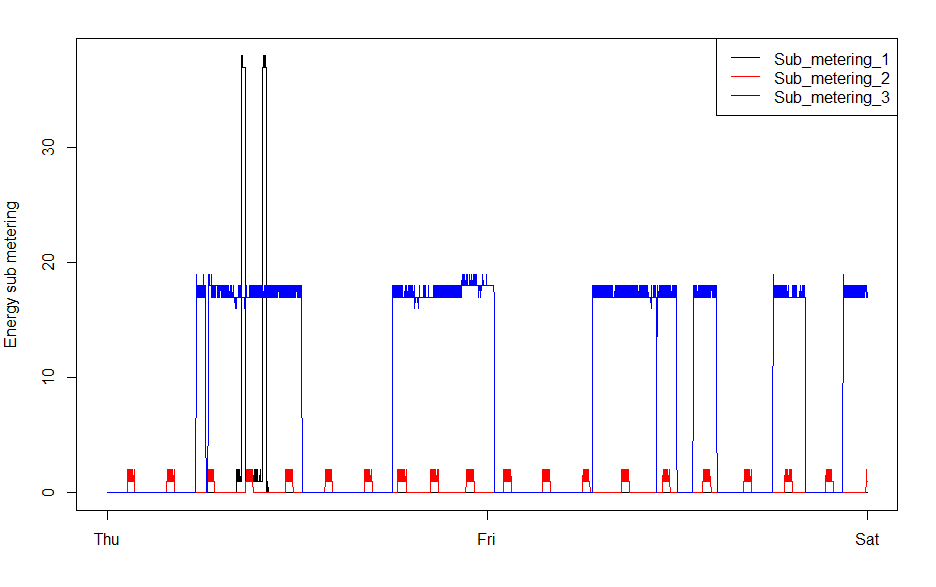 Sub_metering_1
Sub_metering_2
Sub_metering_3
Energy sub metering
30
20
10
0
Thu Fri Sat